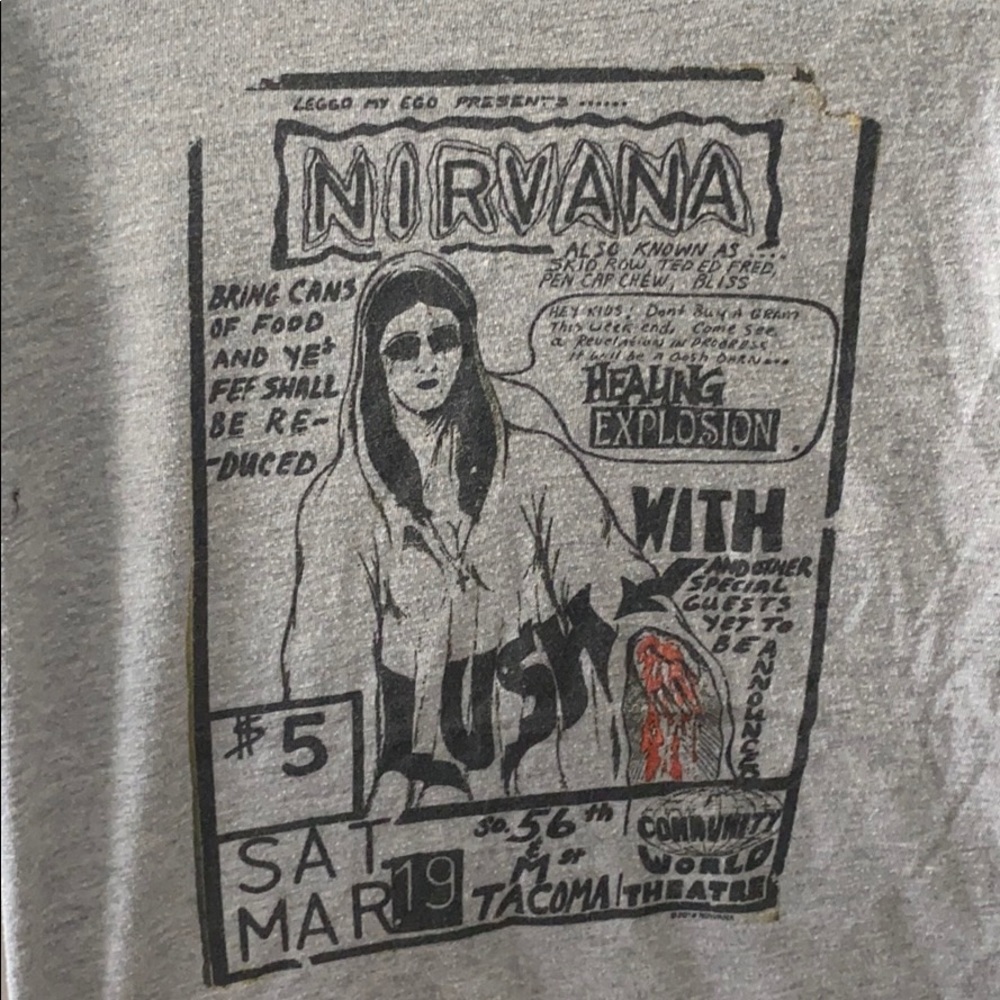 LEGGO MY EGO PRESENTS ......
NIRVANA
ALSO KNOWN AS ....
SKID ROW, TED ED FRED,
PEN CAP CHEW, BLISS
BRING CANS
OF FOOD
AND YET
FEE SHALL
BE RE-
-DUCED
HEY KIDS! Dont Buy A GRAM
This week end, Come see
a Revelation IN PROGRESS
it will be A Gosh DARN...
HEALING
EXPLOSION
WITH
LUSH
AND OTHER
SPECIAL
GUESTS
YET TO
BE ANNOUNCED
$5
SAT
MAR 19
So. 56th
& M st
TACOMA
COMMUNITY
WORLD
THEATRE